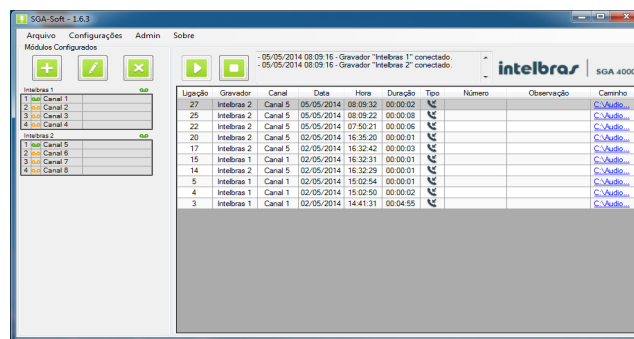 SGA-Soft - 1.6.3
Arquivo Configurações Admin Sobre
Módulos Configurados
- 05/05/2014 08:09:16 - Gravador "Intelbras 1" conectado.
- 05/05/2014 08:09:16 - Gravador "Intelbras 2" conectado.
intelbras SGA 4000
Intelbras 1
1 Canal 1
2 Canal 2
3 Canal 3
4 Canal 4
Intelbras 2
1 Canal 5
2 Canal 6
3 Canal 7
4 Canal 8
Ligação Gravador Canal Data Hora Duração Tipo Número Observação Caminho
27 Intelbras 2 Canal 5 05/05/2014 08:09:32 00:00:02 C:\Audio...
25 Intelbras 2 Canal 5 05/05/2014 08:09:22 00:00:08 C:\Audio...
22 Intelbras 2 Canal 5 05/05/2014 07:50:21 00:00:06 C:\Audio...
20 Intelbras 2 Canal 5 02/05/2014 16:35:20 00:00:01 C:\Audio...
17 Intelbras 2 Canal 5 02/05/2014 16:32:42 00:00:03 C:\Audio...
15 Intelbras 1 Canal 1 02/05/2014 16:32:31 00:00:01 C:\Audio...
14 Intelbras 2 Canal 5 02/05/2014 16:32:29 00:00:01 C:\Audio...
5 Intelbras 1 Canal 1 02/05/2014 15:02:54 00:00:01 C:\Audio...
4 Intelbras 1 Canal 1 02/05/2014 15:02:50 00:00:02 C:\Audio...
3 Intelbras 1 Canal 1 02/05/2014 14:41:31 00:04:55 C:\Audio...